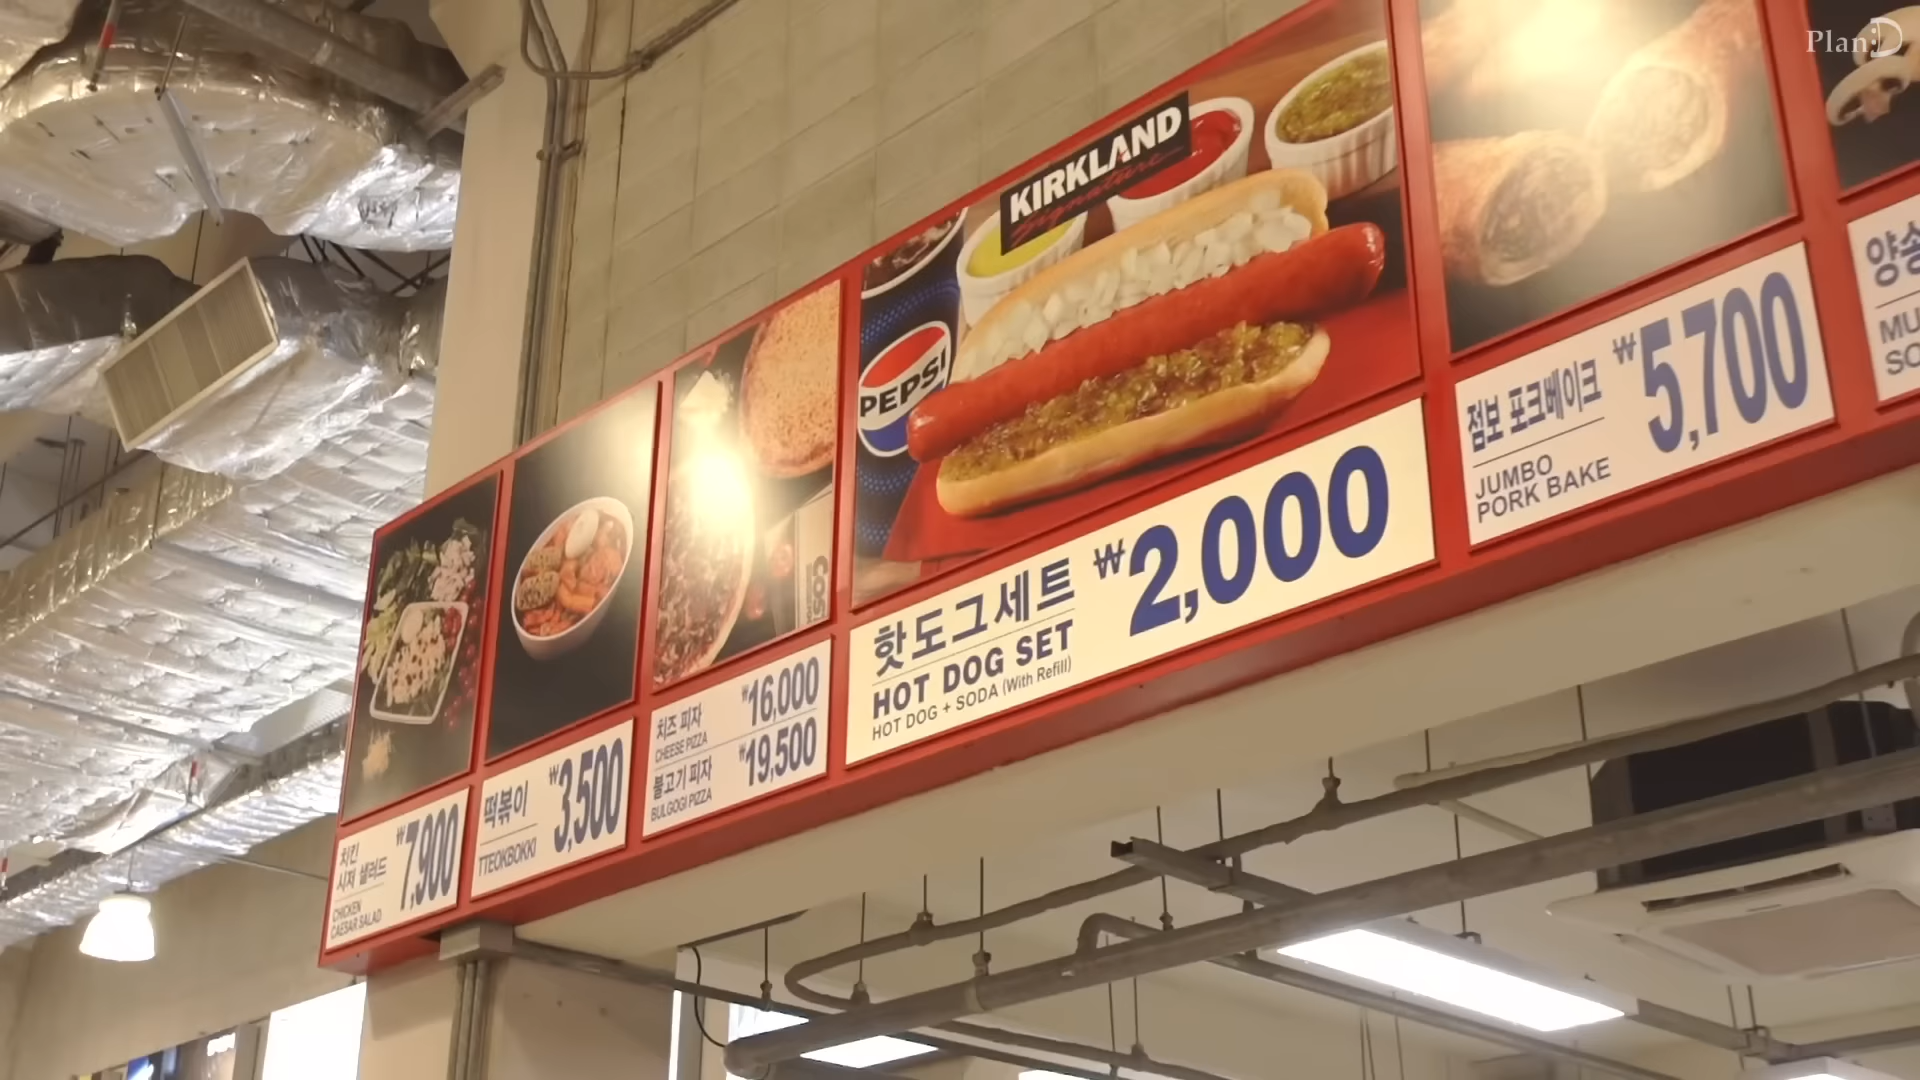 Plan:D
KIRKLAND
Signature
PEPSI
치킨
시저 샐러드
CHICKEN
CAESAR SALAD
₩7,900
떡볶이
TTEOKBOKKI
₩3,500
치즈 피자
CHEESE PIZZA
₩16,000
불고기 피자
BULGOGI PIZZA
₩19,500
핫도그세트
HOT DOG SET
HOT DOG + SODA (With Refill)
₩2,000
점보 포크베이크
JUMBO
PORK BAKE
₩5,700
양송
MU
SO